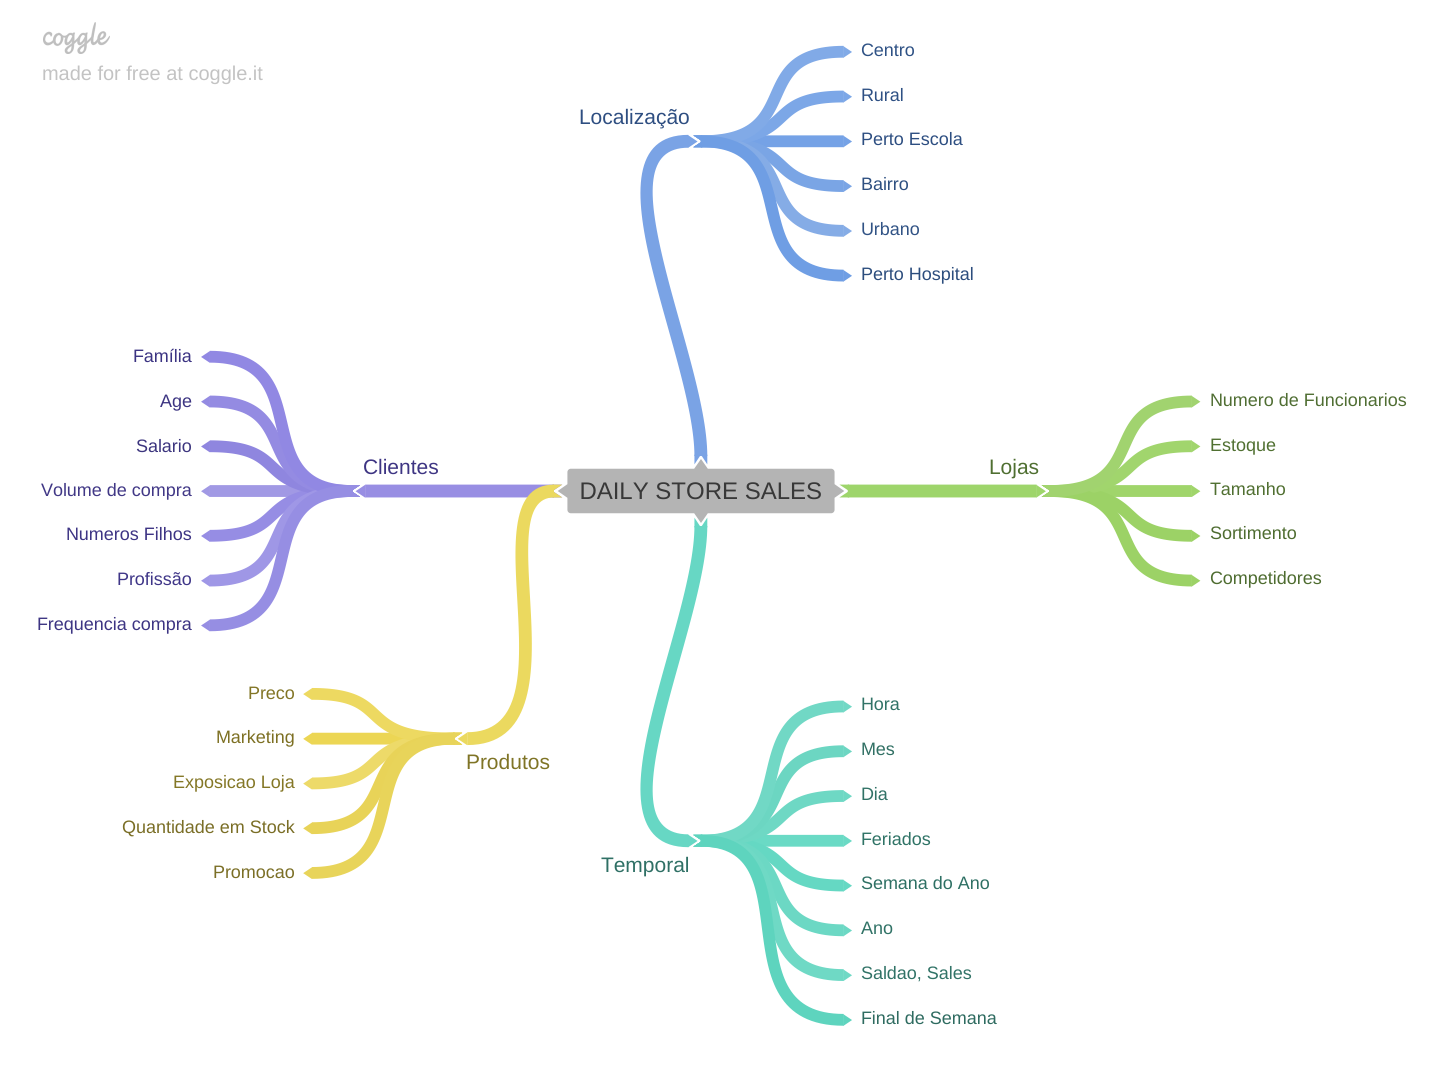 coggle
made for free at coggle.it
Localização
Centro
Rural
Perto Escola
Bairro
Urbano
Perto Hospital
Clientes
Família
Age
Salario
Volume de compra
Numeros Filhos
Profissão
Frequencia compra
DAILY STORE SALES
Lojas
Numero de Funcionarios
Estoque
Tamanho
Sortimento
Competidores
Produtos
Preco
Marketing
Exposicao Loja
Quantidade em Stock
Promocao
Temporal
Hora
Mes
Dia
Feriados
Semana do Ano
Ano
Saldao, Sales
Final de Semana